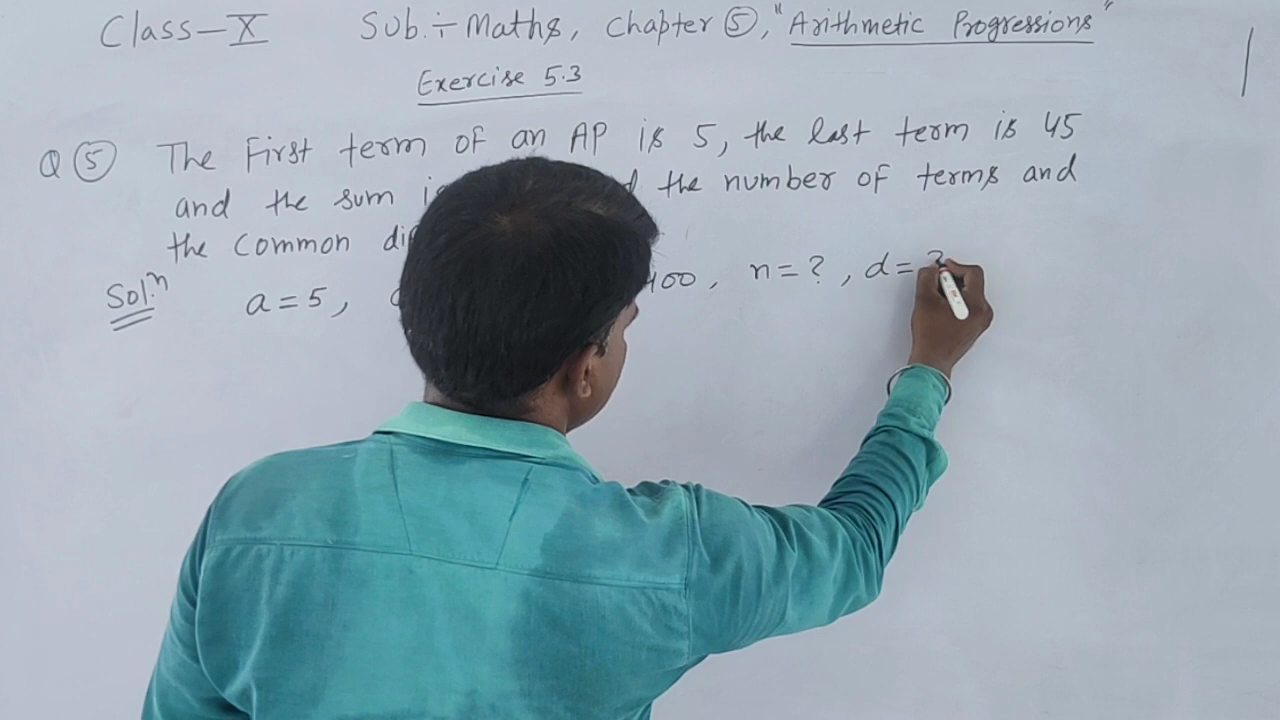 Class-X Sub.:- Maths, Chapter ⑤, "Arithmetic Progressions"
Exercise 5.3
Q ⑤ The First term of an AP is 5, the last term is 45
and the sum the number of terms and
the common
Solⁿ a=5, 400, n=?, d=?